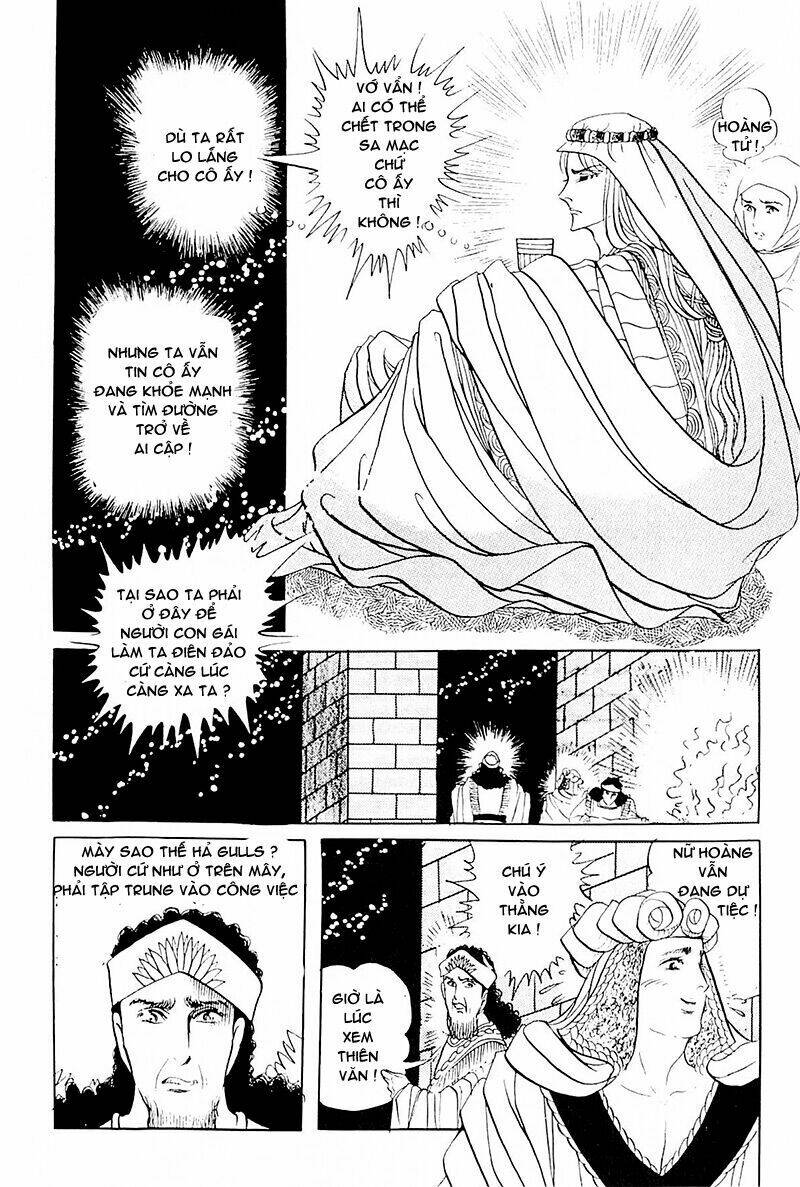 HOÀNG
TỬ !
VỚ VẨN !
AI CÓ THỂ
CHẾT TRONG
SA MẠC
CHỨ
CÔ ẤY
THÌ
KHÔNG !
DÙ TA RẤT
LO LẮNG
CHO CÔ ẤY !
NHƯNG TA VẪN
TIN CÔ ẤY
ĐANG KHỎE MẠNH
VÀ TÌM ĐƯỜNG
TRỞ VỀ
AI CẬP !
TẠI SAO TA PHẢI
Ở ĐÂY ĐỂ
NGƯỜI CON GÁI
LÀM TA ĐIÊN ĐẢO
CỨ CÀNG LÚC
CÀNG XA TA ?
MÀY SAO THẾ HẢ GULLS ?
NGƯỜI CỨ NHƯ Ở TRÊN MÂY,
PHẢI TẬP TRUNG VÀO CÔNG VIỆC
NỮ HOÀNG
VẪN
ĐANG DỰ
TIỆC !
CHÚ Ý
VÀO
THẰNG
KIA !
GIỜ LÀ
LÚC
XEM
THIÊN
VĂN !